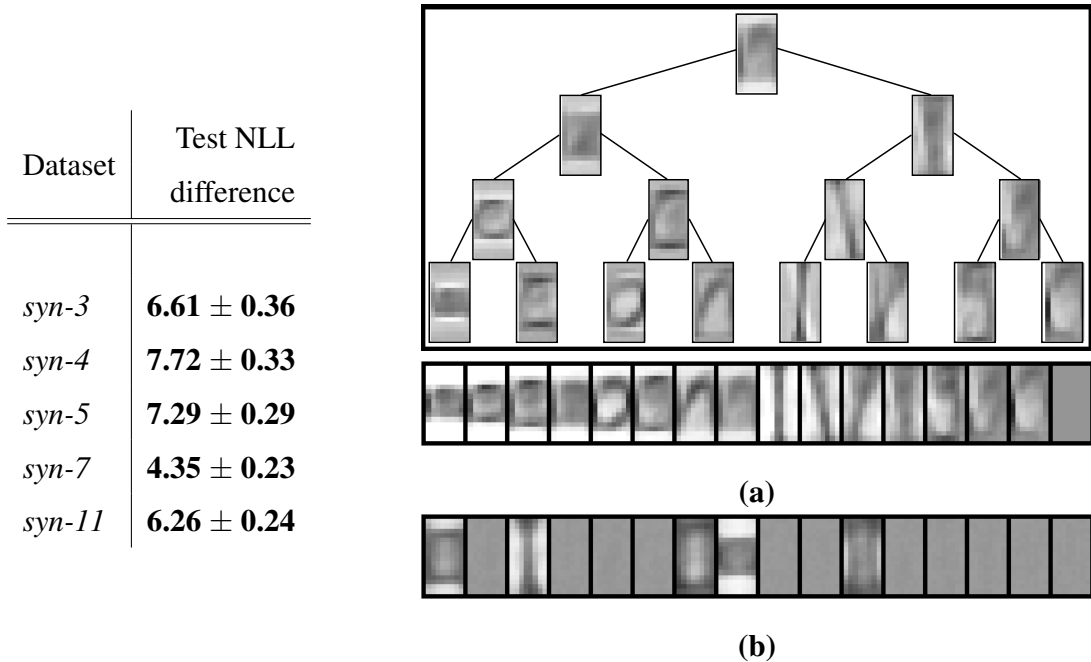 Dataset Test NLL
difference
syn-3 6.61 ± 0.36
syn-4 7.72 ± 0.33
syn-5 7.29 ± 0.29
syn-7 4.35 ± 0.23
syn-11 6.26 ± 0.24
(a)
(b)